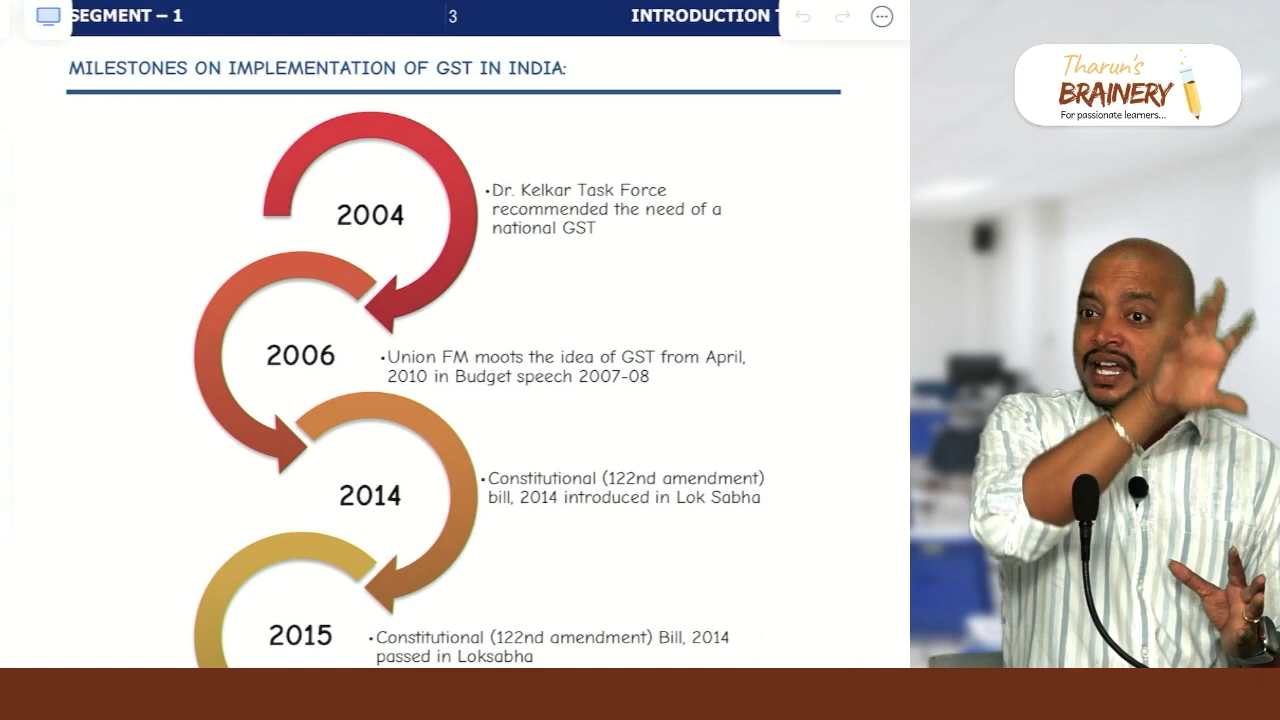 SEGMENT – 1
3
INTRODUCTION
MILESTONES ON IMPLEMENTATION OF GST IN INDIA:
2004
•Dr. Kelkar Task Force
recommended the need of a
national GST
2006
•Union FM moots the idea of GST from April,
2010 in Budget speech 2007-08
2014
•Constitutional (122nd amendment)
bill, 2014 introduced in Lok Sabha
2015
•Constitutional (122nd amendment) Bill, 2014
passed in Loksabha
Tharun's
BRAINERY
For passionate learners...